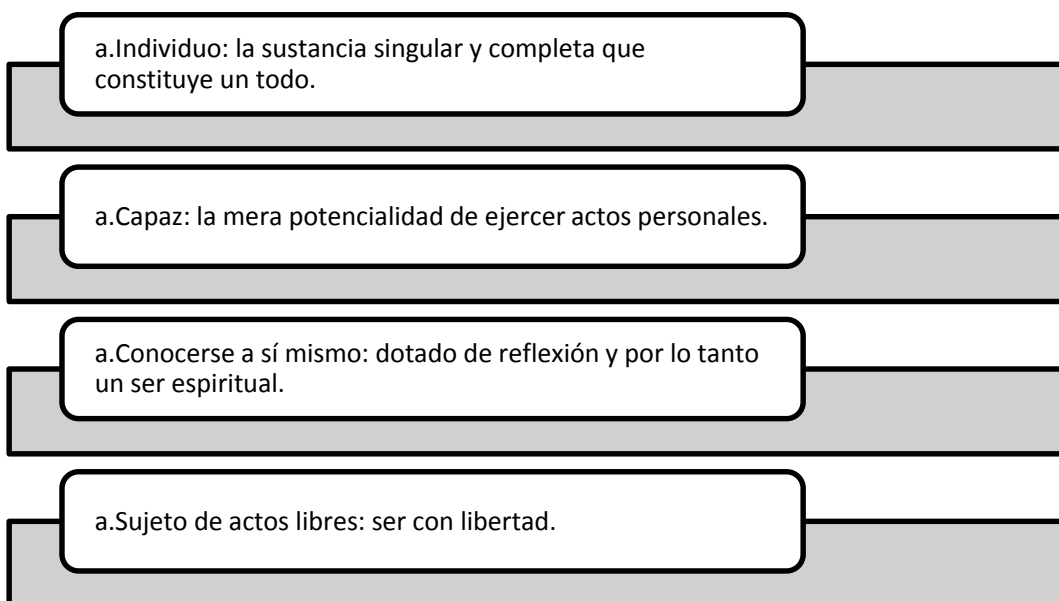 a.Individuo: la sustancia singular y completa que
constituye un todo.
a.Capaz: la mera potencialidad de ejercer actos personales.
a.Conocerse a sí mismo: dotado de reflexión y por lo tanto
un ser espiritual.
a.Sujeto de actos libres: ser con libertad.